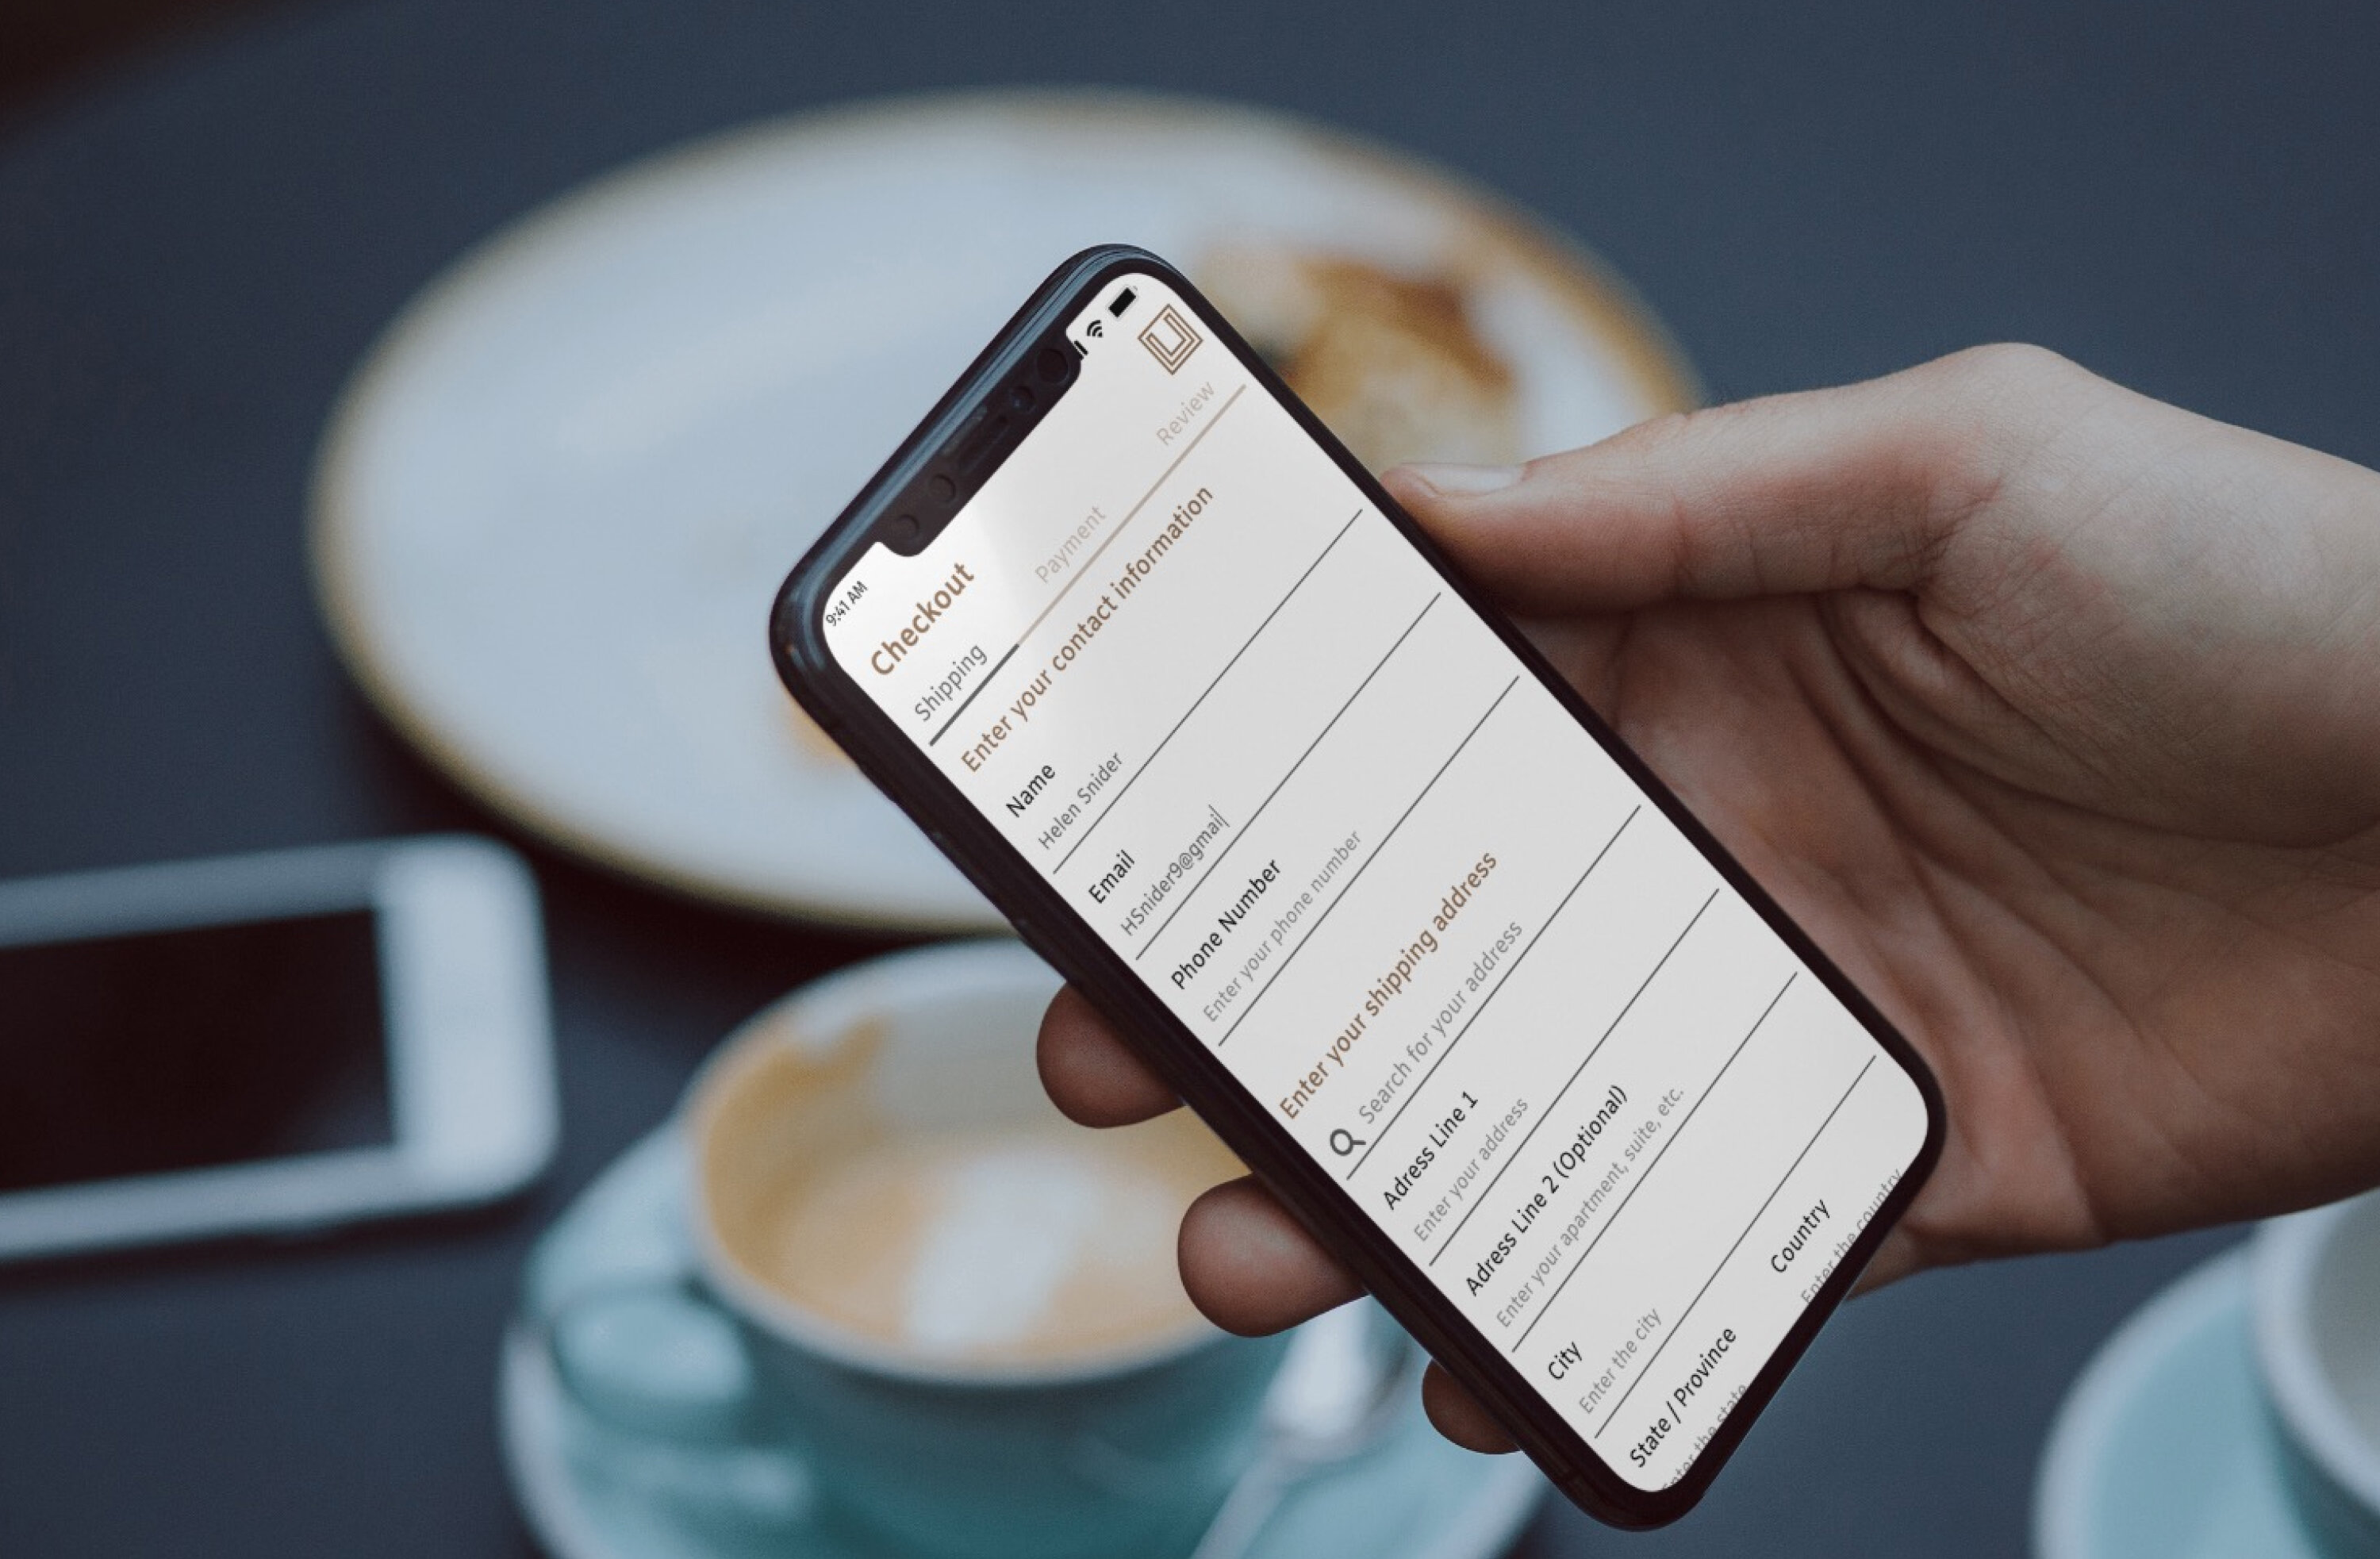 9:41 AM
Checkout
Shipping Payment Review
Enter your contact information
Name
Helen Snider
Email
HSnider9@gmail
Phone Number
Enter your phone number
Enter your shipping address
Search for your address
Adress Line 1
Enter your address
Adress Line 2 (Optional)
Enter your apartment, suite, etc.
City
Enter the city
State / Province Country
Enter the state Enter the country